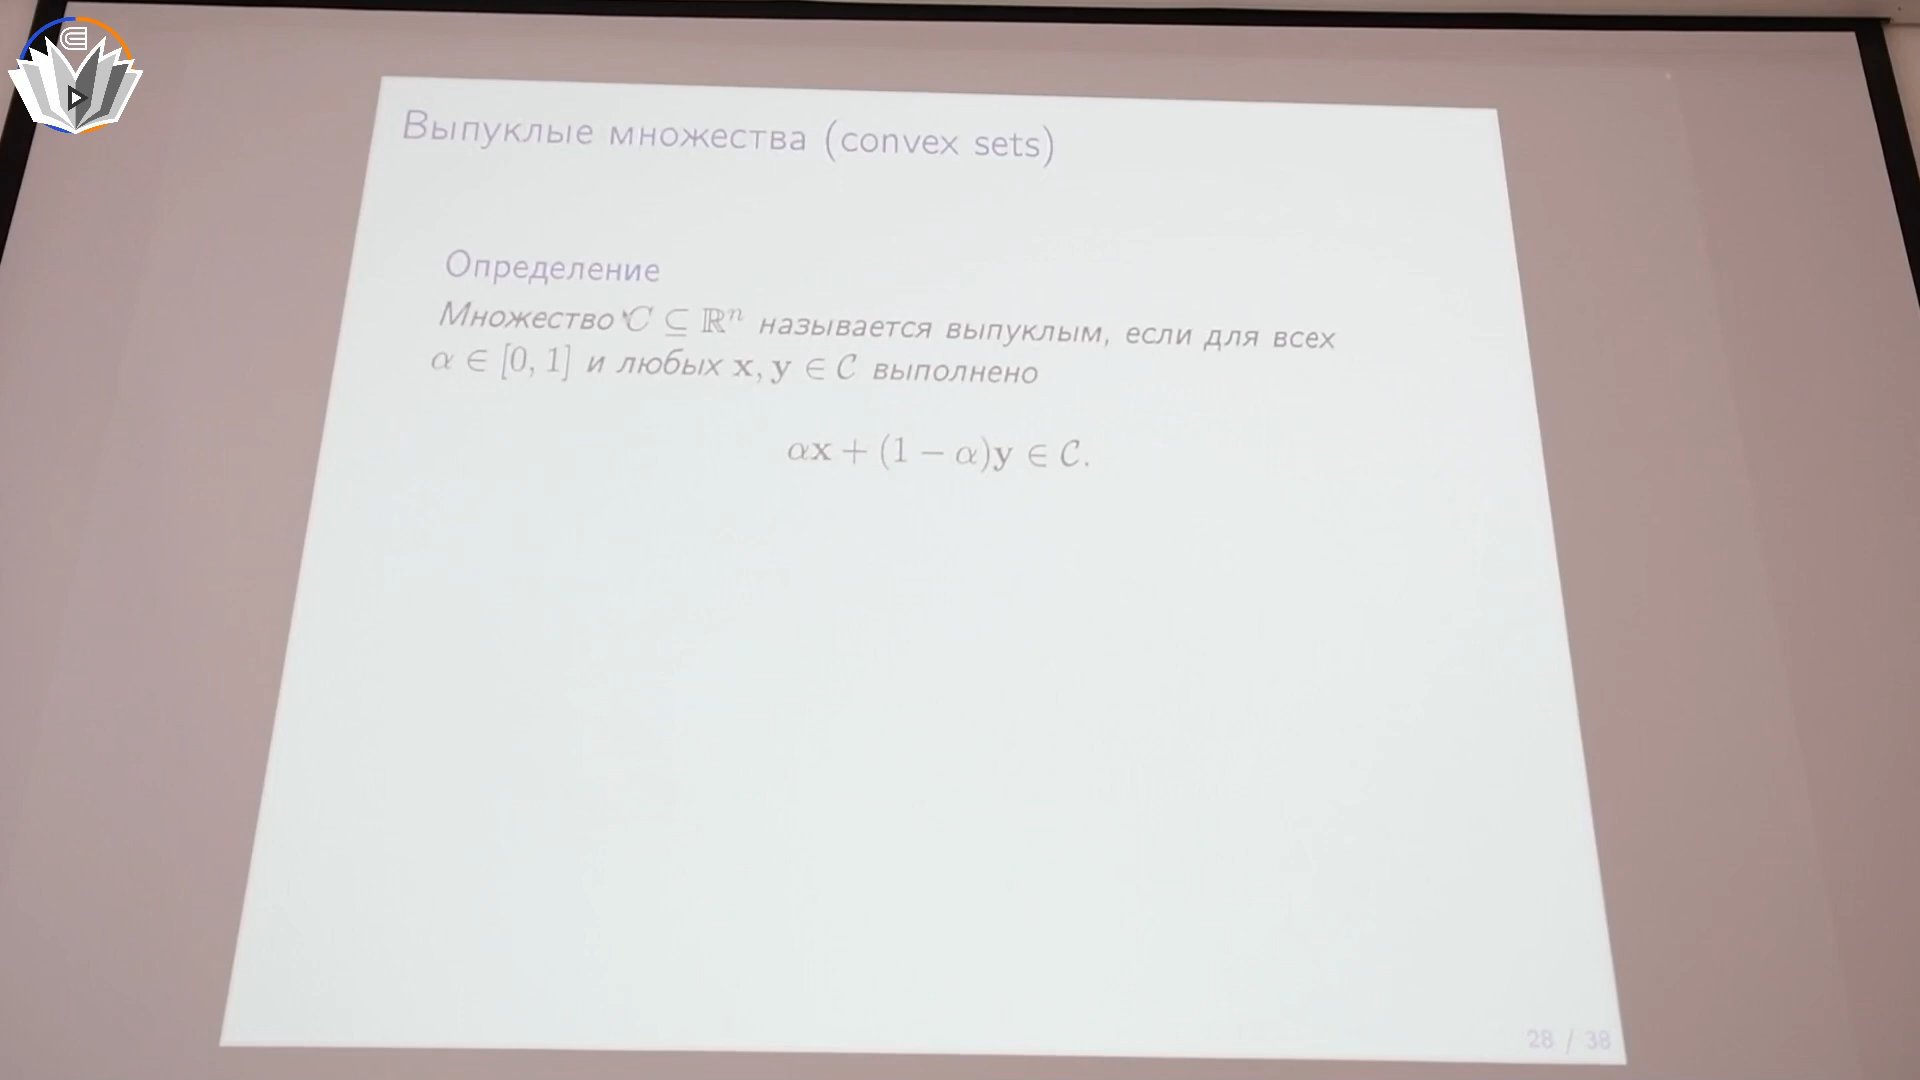 Выпуклые множества (convex sets)
Определение
Множество 𝒞 ⊆ ℝⁿ называется выпуклым, если для всех
α ∈ [0, 1] и любых x, y ∈ 𝒞 выполнено
αx + (1 − α)y ∈ 𝒞.
28 / 38